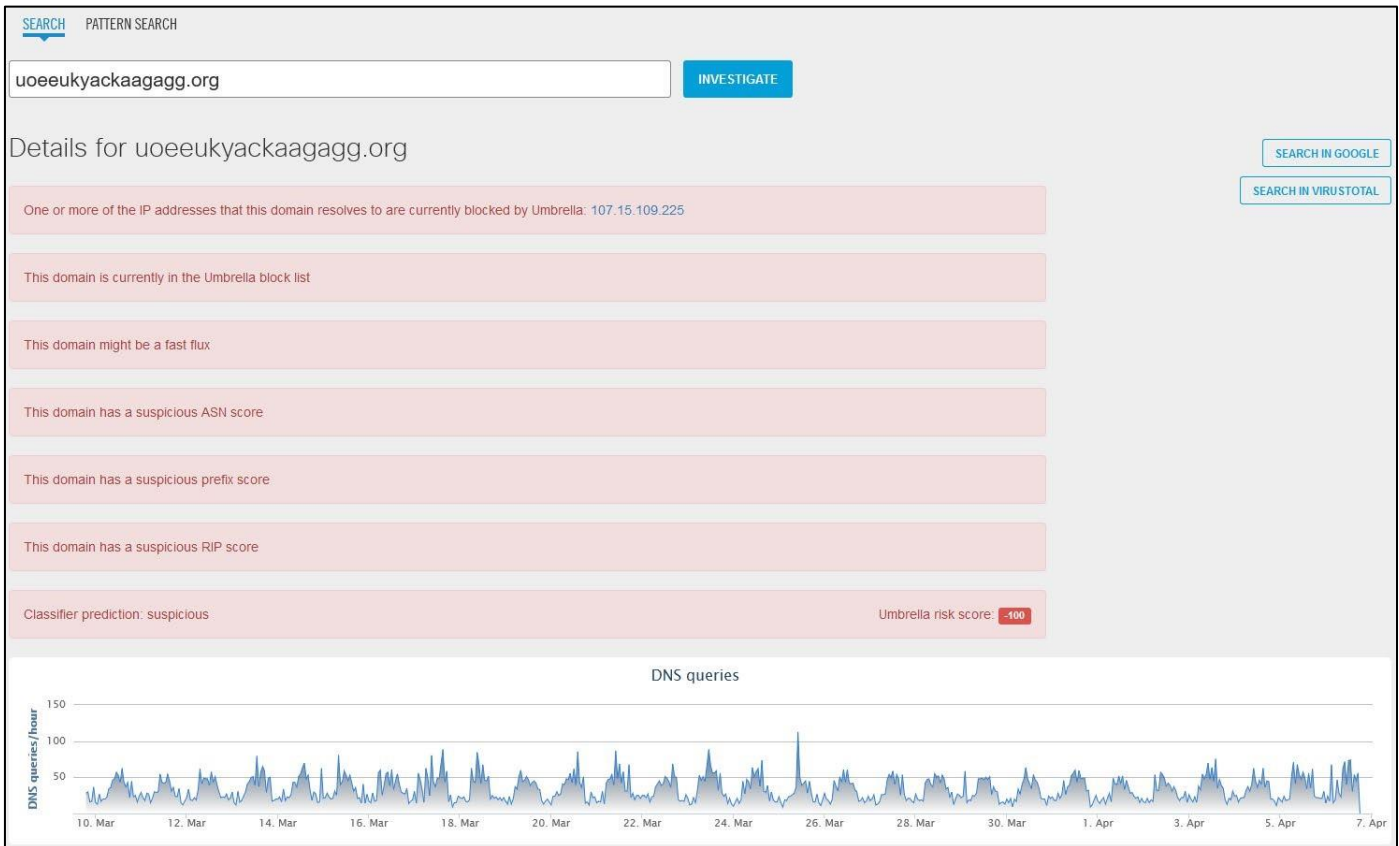 SEARCH PATTERN SEARCH
uoeeukyackaagagg.org INVESTIGATE
Details for uoeeukyackaagagg.org
SEARCH IN GOOGLE
SEARCH IN VIRUSTOTAL
One or more of the IP addresses that this domain resolves to are currently blocked by Umbrella: 107.15.109.225
This domain is currently in the Umbrella block list
This domain might be a fast flux
This domain has a suspicious ASN score
This domain has a suspicious prefix score
This domain has a suspicious RIP score
Classifier prediction: suspicious Umbrella risk score: -100
DNS queries
DNS queries/hour
150
100
50
10. Mar 12. Mar 14. Mar 16. Mar 18. Mar 20. Mar 22. Mar 24. Mar 26. Mar 28. Mar 30. Mar 1. Apr 3. Apr 5. Apr 7. Apr